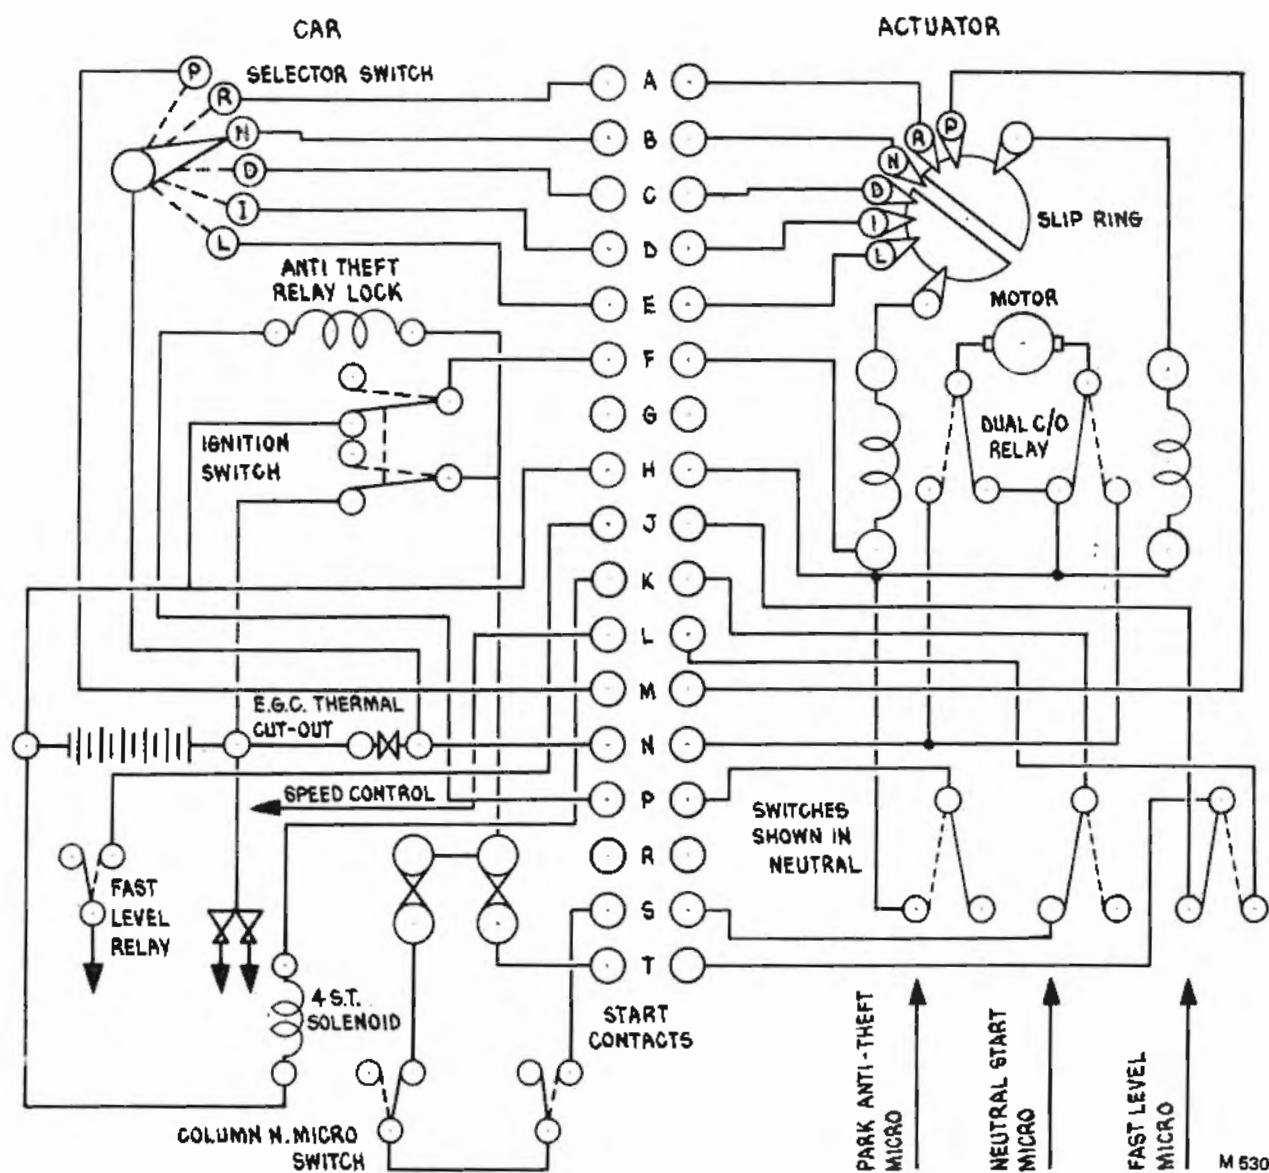 CAR
ACTUATOR
SELECTOR SWITCH
P
R
N
D
I
L
A
B
C
D
E
F
G
H
J
K
L
M
N
P
R
S
T
P
R
N
D
I
L
SLIP RING
MOTOR
DUAL C/O
RELAY
ANTI THEFT
RELAY LOCK
IGNITION
SWITCH
E.G.C. THERMAL
CUT-OUT
SPEED CONTROL
SWITCHES
SHOWN IN
NEUTRAL
FAST
LEVEL
RELAY
4 S.T.
SOLENOID
START
CONTACTS
COLUMN N. MICRO
SWITCH
PARK ANTI-THEFT
MICRO
NEUTRAL START
MICRO
FAST LEVEL
MICRO
M 530